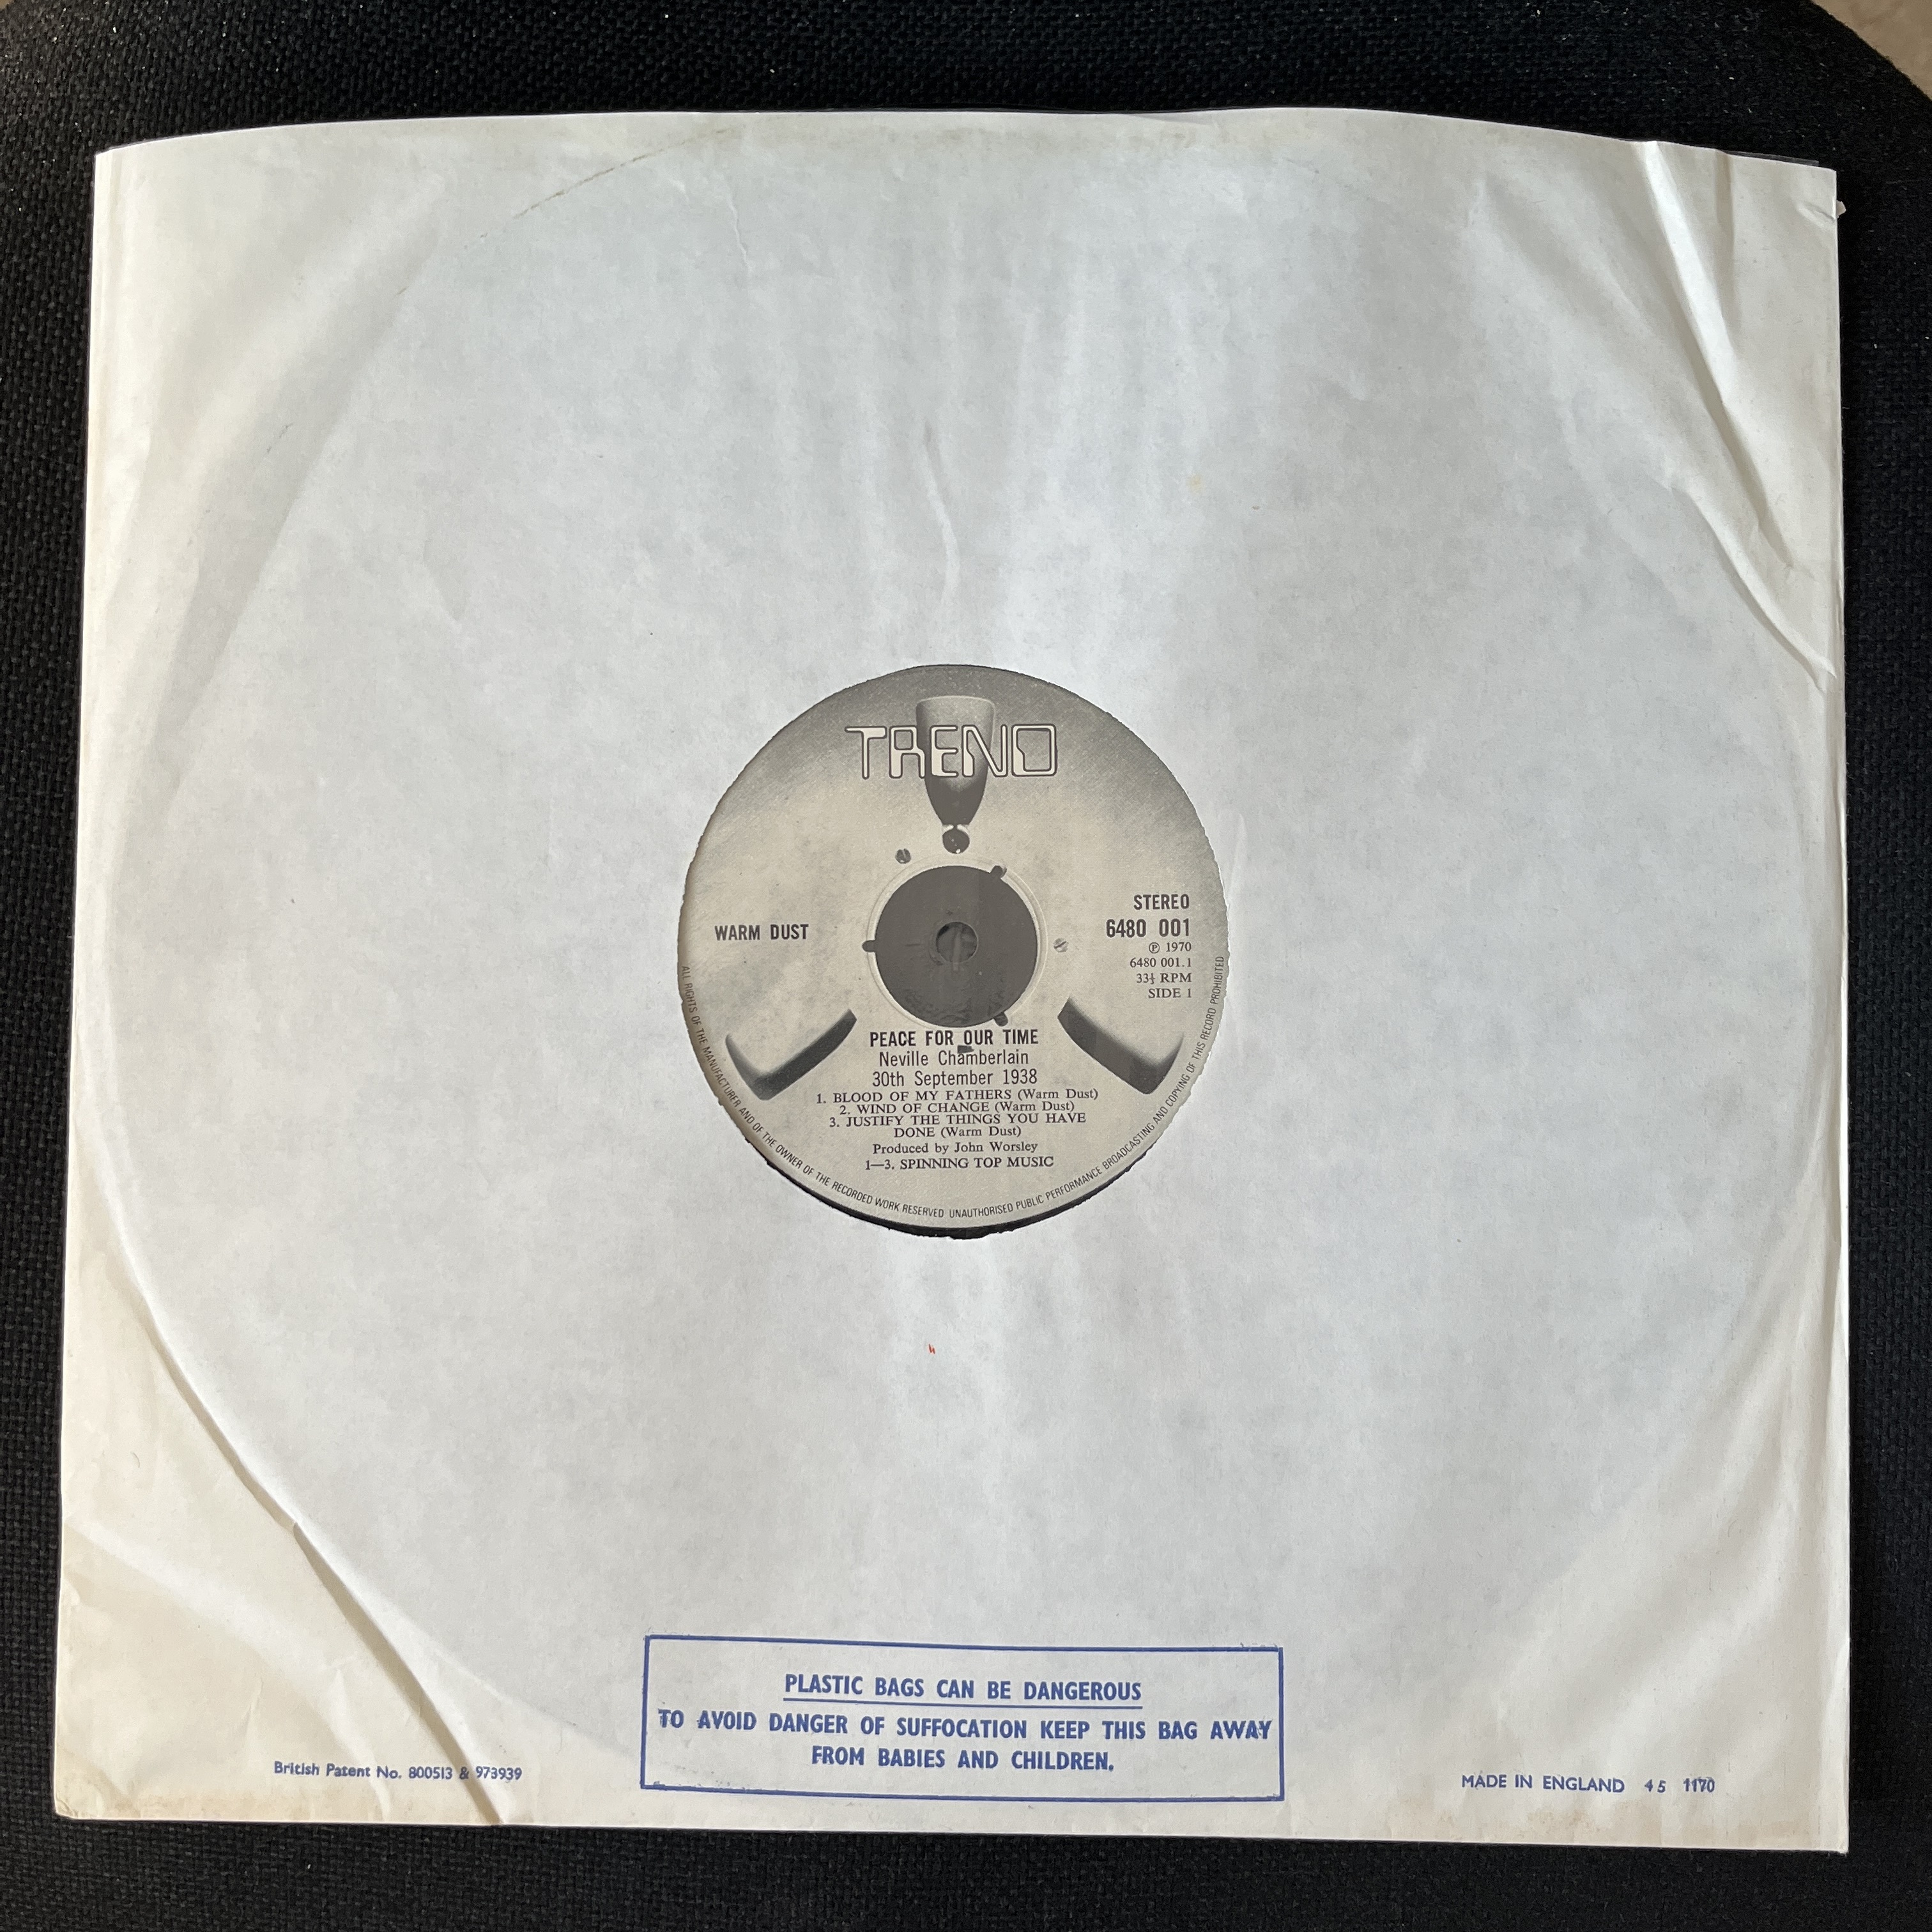 TREND
WARM DUST
STEREO
6480 001
℗ 1970
6480 001.1
33⅓ RPM
SIDE 1
PEACE FOR OUR TIME
Neville Chamberlain
30th September 1938
1. BLOOD OF MY FATHERS (Warm Dust)
2. WIND OF CHANGE (Warm Dust)
3. JUSTIFY THE THINGS YOU HAVE
DONE (Warm Dust)
Produced by John Worsley
1—3. SPINNING TOP MUSIC
ALL RIGHTS OF THE MANUFACTURER AND OF THE OWNER OF THE RECORDED WORK RESERVED UNAUTHORISED PUBLIC PERFORMANCE BROADCASTING AND COPYING OF THIS RECORD PROHIBITED
PLASTIC BAGS CAN BE DANGEROUS
TO AVOID DANGER OF SUFFOCATION KEEP THIS BAG AWAY
FROM BABIES AND CHILDREN.
British Patent No. 800513 & 973939
MADE IN ENGLAND 45 1170